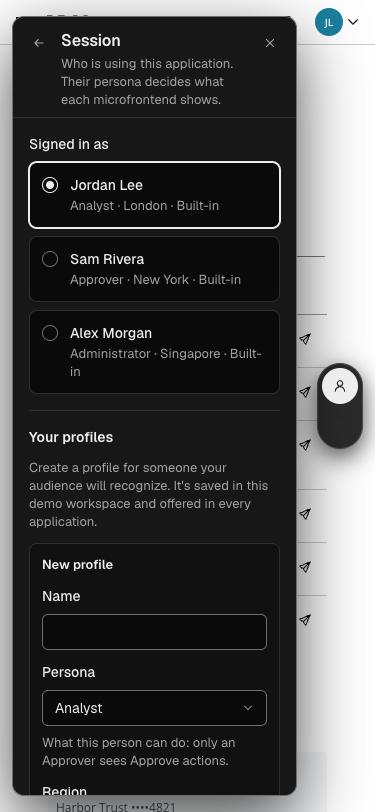 JL
Session
Who is using this application.
Their persona decides what
each microfrontend shows.
Signed in as
Jordan Lee
Analyst · London · Built-in
Sam Rivera
Approver · New York · Built-in
Alex Morgan
Administrator · Singapore · Built-
in
Your profiles
Create a profile for someone your
audience will recognize. It's saved in this
demo workspace and offered in every
application.
New profile
Name
Persona
Analyst
What this person can do: only an
Approver sees Approve actions.
Region
Harbor Trust ••••4821